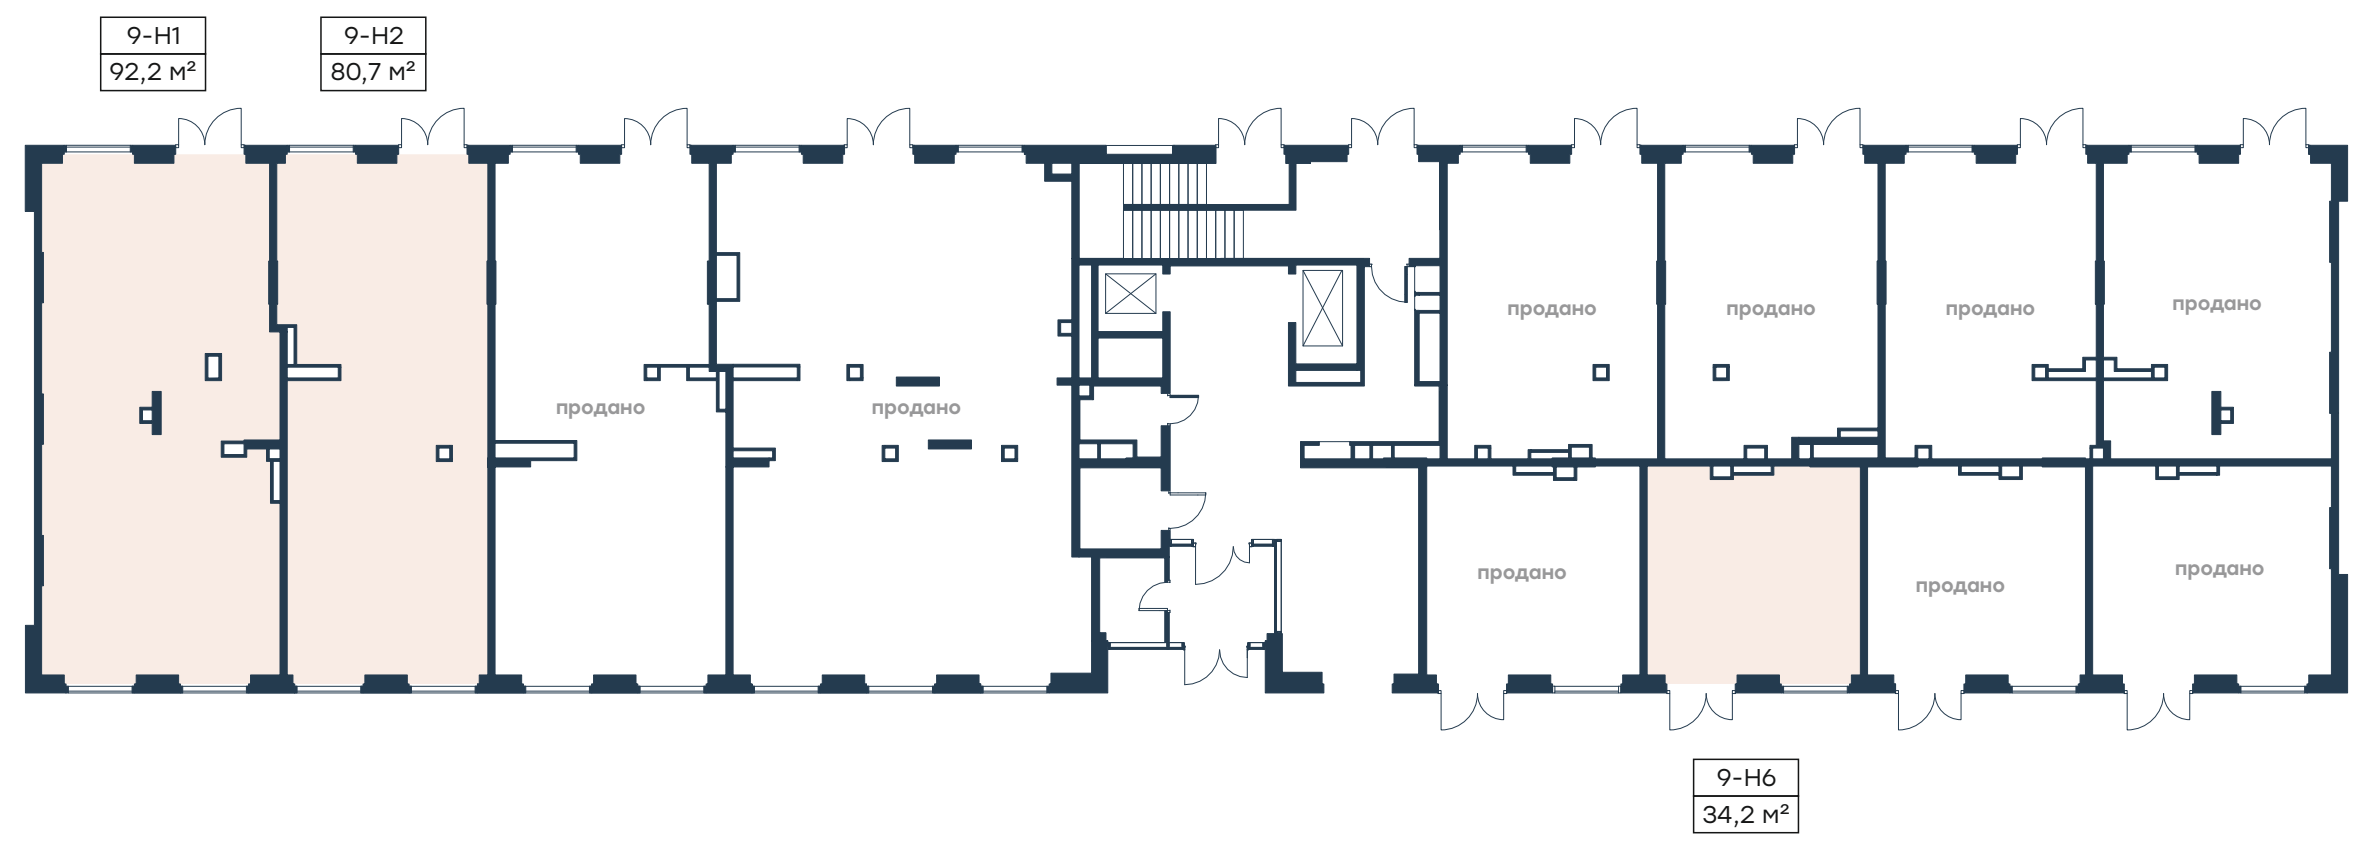 9-Н1
92,2 м²
9-Н2
80,7 м²
продано
продано
продано
продано
продано
продано
продано
продано
продано
9-Н6
34,2 м²